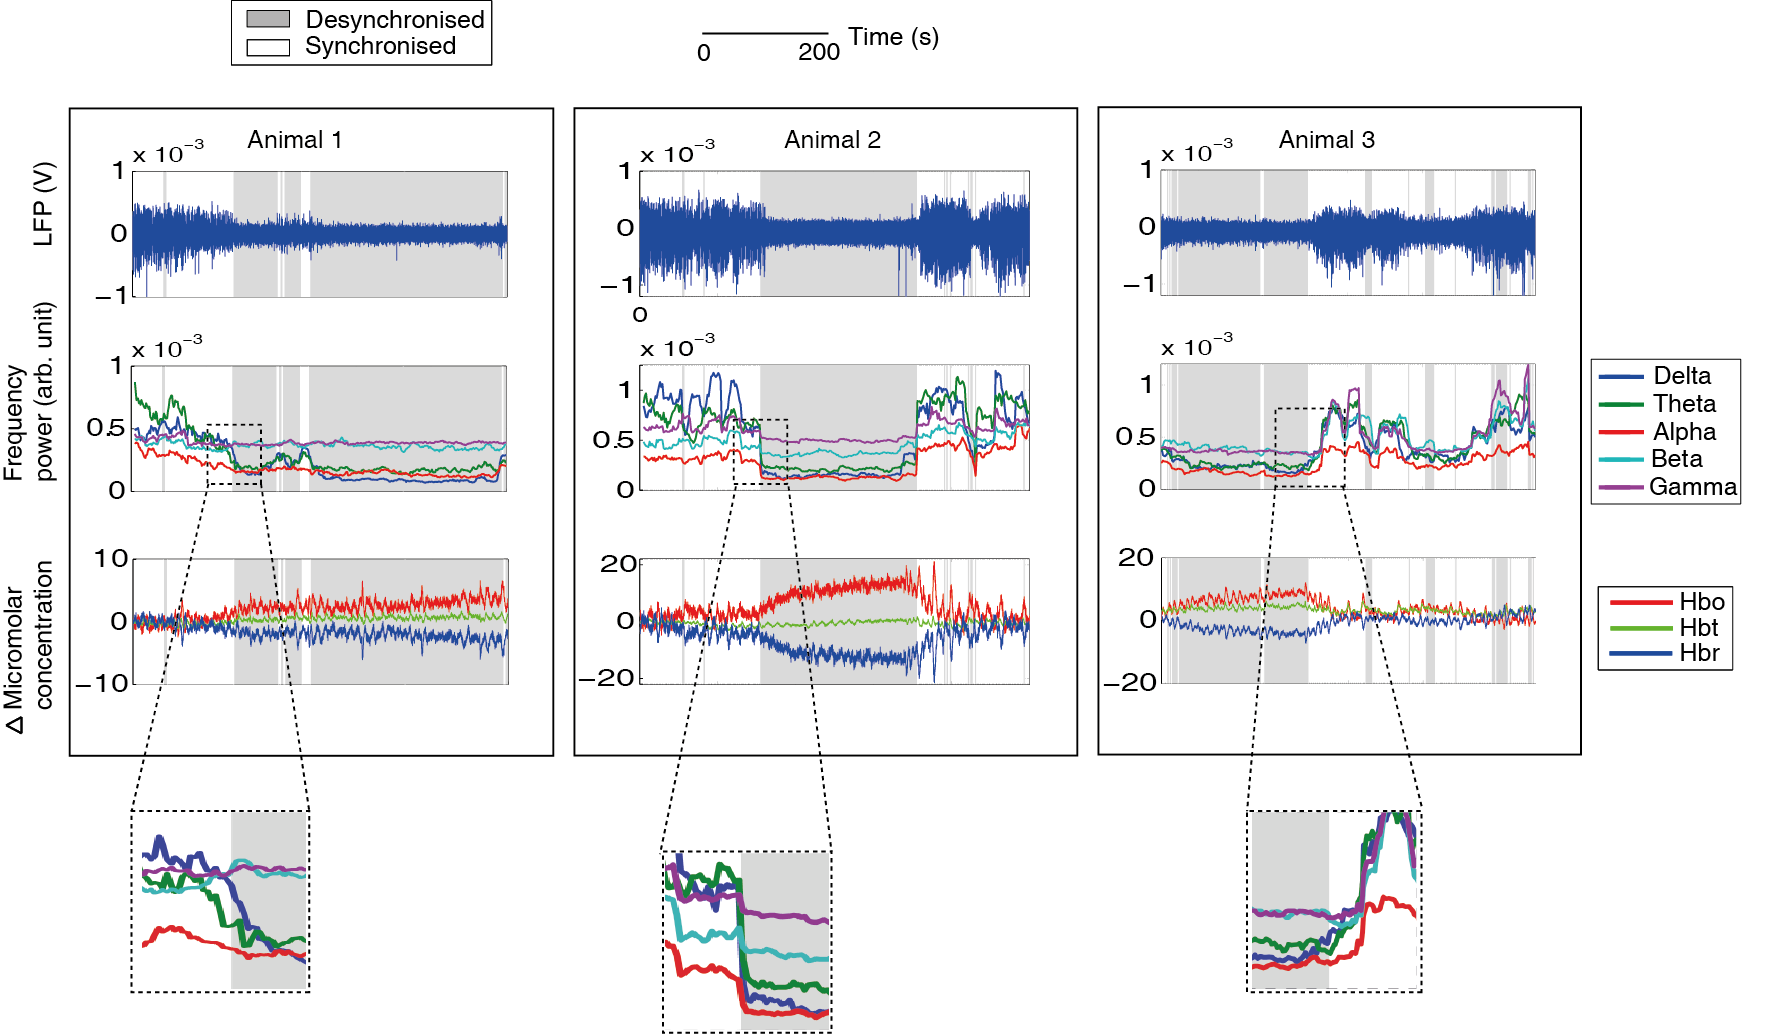 Desynchronised
Synchronised
0 200 Time (s)
Animal 1
Animal 2
Animal 3
LFP (V)
x 10−3
1
0
−1
x 10−3
1
0
−1
0
x 10−3
1
0
−1
Frequency
power (arb. unit)
x 10−3
1
0.5
0
x 10−3
1
0.5
0
x 10−3
1
0.5
0
Delta
Theta
Alpha
Beta
Gamma
Δ Micromolar
concentration
10
0
−10
20
0
−20
20
0
−20
Hbo
Hbt
Hbr